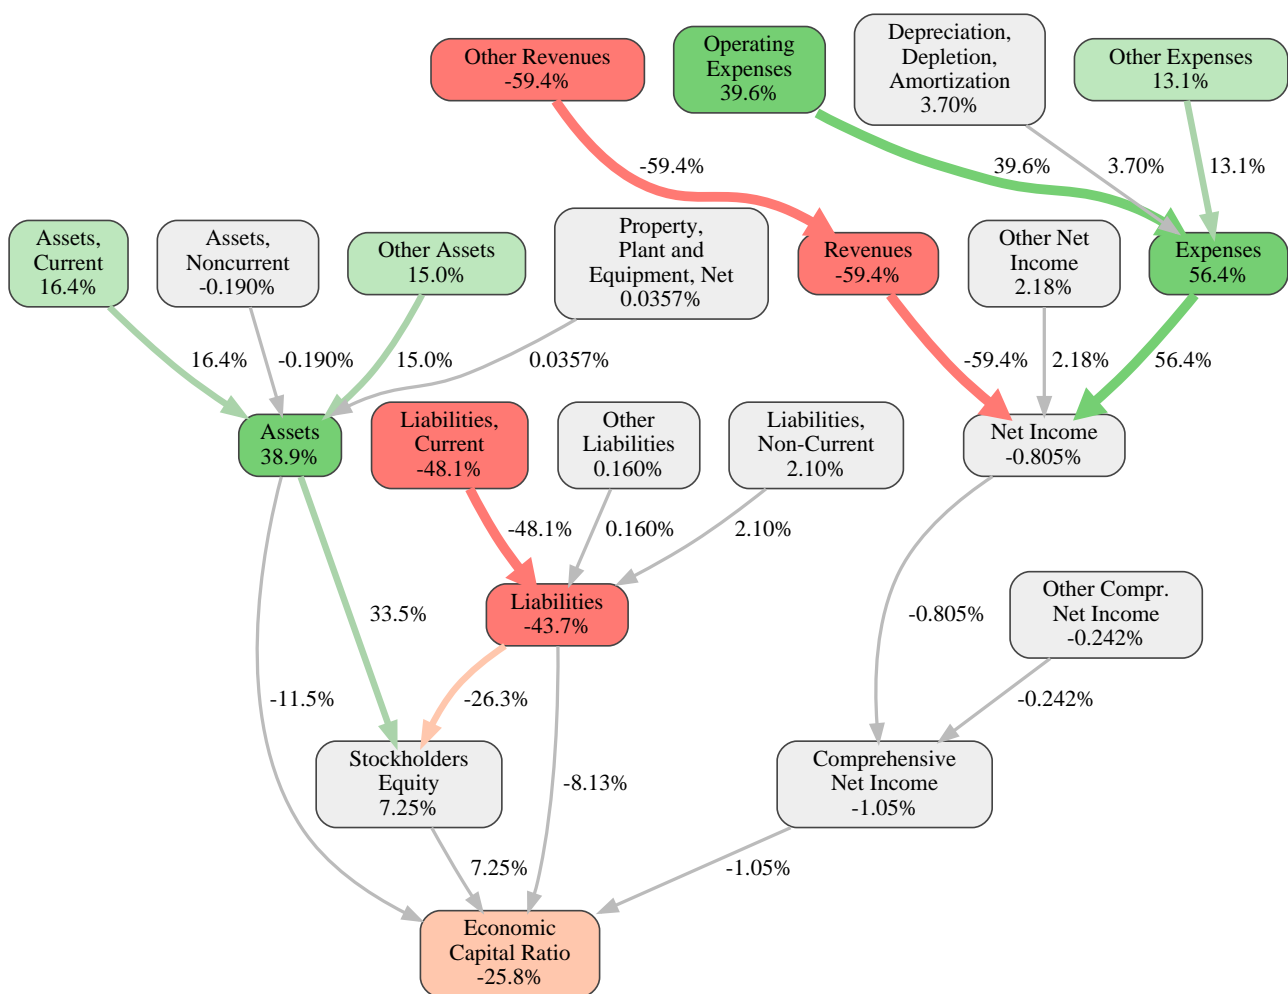 Other Revenues
-59.4%
Operating
Expenses
39.6%
Depreciation,
Depletion,
Amortization
3.70%
Other Expenses
13.1%
-59.4%
39.6%
3.70%
13.1%
Assets,
Current
16.4%
Assets,
Noncurrent
-0.190%
Other Assets
15.0%
Property,
Plant and
Equipment, Net
0.0357%
Revenues
-59.4%
Other Net
Income
2.18%
Expenses
56.4%
16.4%
-0.190%
15.0%
0.0357%
-59.4%
2.18%
56.4%
Assets
38.9%
Liabilities,
Current
-48.1%
Other
Liabilities
0.160%
Liabilities,
Non-Current
2.10%
Net Income
-0.805%
-48.1%
0.160%
2.10%
Liabilities
-43.7%
33.5%
-0.805%
Other Compr.
Net Income
-0.242%
-11.5%
-26.3%
-8.13%
-0.242%
Stockholders
Equity
7.25%
Comprehensive
Net Income
-1.05%
7.25%
-1.05%
Economic
Capital Ratio
-25.8%